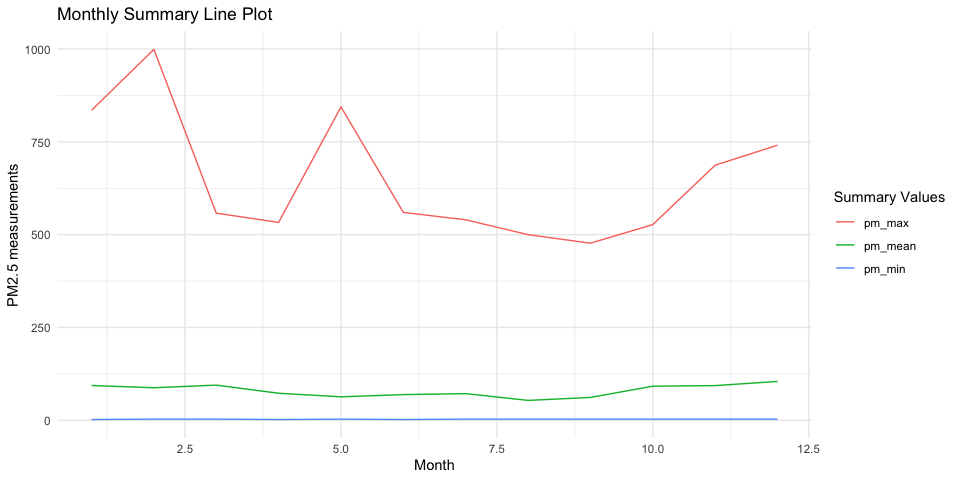 Monthly Summary Line Plot
1000
750
500
250
0
PM2.5 measurements
2.5
5.0
7.5
10.0
12.5
Month
Summary Values
pm_max
pm_mean
pm_min